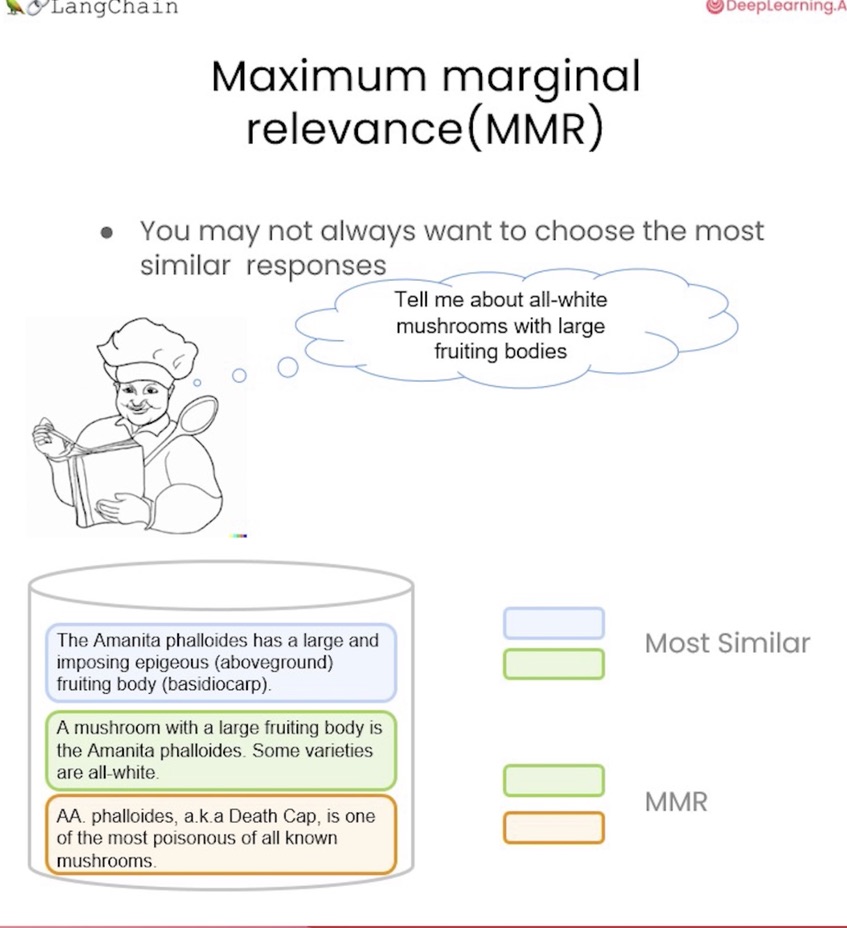 LangChain
DeepLearning.A
Maximum marginal
relevance(MMR)
● You may not always want to choose the most
similar responses
Tell me about all-white
mushrooms with large
fruiting bodies
The Amanita phalloides has a large and
imposing epigeous (aboveground)
fruiting body (basidiocarp).
A mushroom with a large fruiting body is
the Amanita phalloides. Some varieties
are all-white.
AA. phalloides, a.k.a Death Cap, is one
of the most poisonous of all known
mushrooms.
Most Similar
MMR